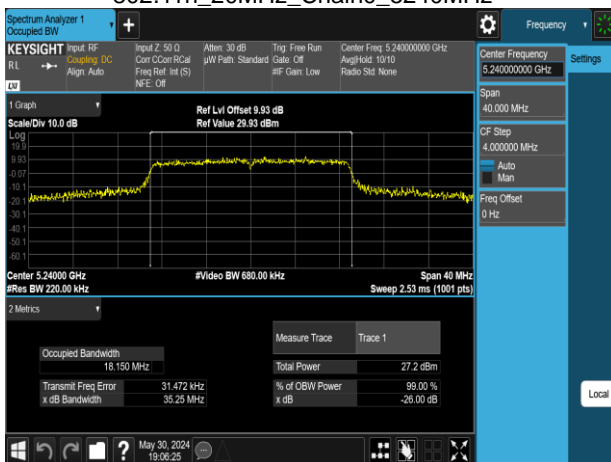 802.11n_20MHz_Chain0_5240MHz
Spectrum Analyzer 1
Occupied BW
+
Frequency
KEYSIGHT
RL
Input: RF
Coupling: DC
Align: Auto
Input Z: 50 Ω
Corr CCorr RCal
Freq Ref: Int (S)
NFE: Off
Atten: 30 dB
µW Path: Standard
Trig: Free Run
Gate: Off
#IF Gain: Low
Center Freq: 5.240000000 GHz
Avg|Hold: 10/10
Radio Std: None
Center Frequency
5.240000000 GHz
Settings
Span
40.000 MHz
CF Step
4.000000 MHz
Auto
Man
Freq Offset
0 Hz
1 Graph
Scale/Div 10.0 dB
Ref Lvl Offset 9.93 dB
Ref Value 29.93 dBm
Log
19.9
9.93
-0.07
-10.1
-20.1
-30.1
-40.1
-50.1
-60.1
Center 5.24000 GHz
#Res BW 220.00 kHz
#Video BW 680.00 kHz
Span 40 MHz
Sweep 2.53 ms (1001 pts)
2 Metrics
Measure Trace Trace 1
Occupied Bandwidth
18.150 MHz
Total Power 27.2 dBm
Transmit Freq Error 31.472 kHz
% of OBW Power 99.00 %
x dB Bandwidth 35.25 MHz
x dB -26.00 dB
Local
?
May 30, 2024
19:06:25